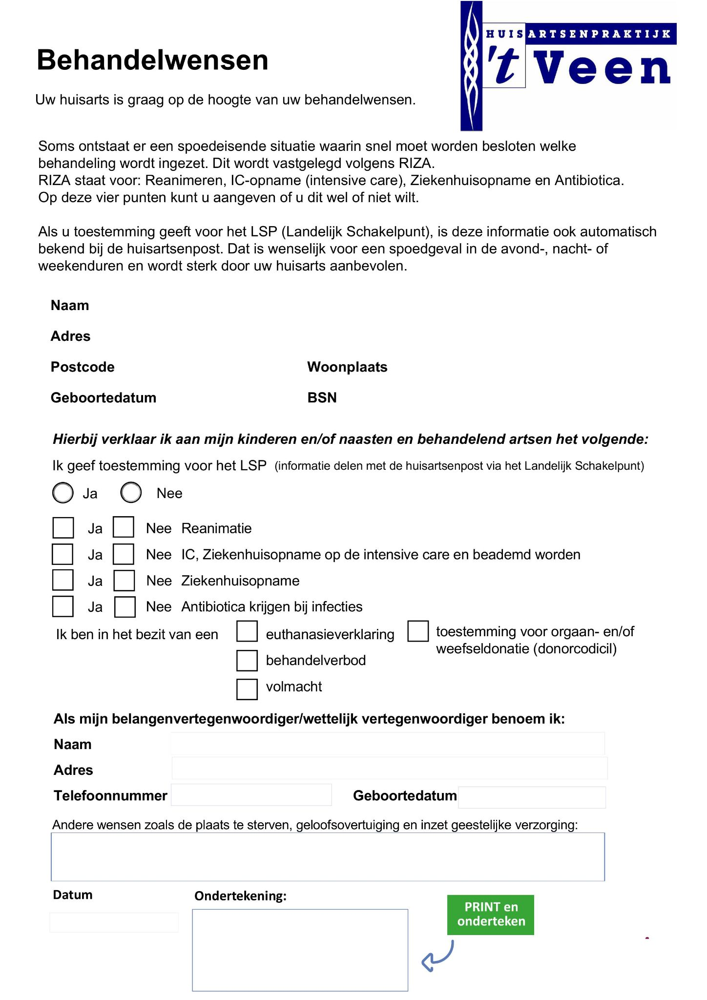 HUISARTSENPRAKTIJK
't Veen
Behandelwensen
Uw huisarts is graag op de hoogte van uw behandelwensen.
Soms ontstaat er een spoedeisende situatie waarin snel moet worden besloten welke
behandeling wordt ingezet. Dit wordt vastgelegd volgens RIZA.
RIZA staat voor: Reanimeren, IC-opname (intensive care), Ziekenhuisopname en Antibiotica.
Op deze vier punten kunt u aangeven of u dit wel of niet wilt.
Als u toestemming geeft voor het LSP (Landelijk Schakelpunt), is deze informatie ook automatisch
bekend bij de huisartsenpost. Dat is wenselijk voor een spoedgeval in de avond-, nacht- of
weekenduren en wordt sterk door uw huisarts aanbevolen.
Naam
Adres
Postcode Woonplaats
Geboortedatum BSN
Hierbij verklaar ik aan mijn kinderen en/of naasten en behandelend artsen het volgende:
Ik geef toestemming voor het LSP (informatie delen met de huisartsenpost via het Landelijk Schakelpunt)
Ja Nee
Ja Nee Reanimatie
Ja Nee IC, Ziekenhuisopname op de intensive care en beademd worden
Ja Nee Ziekenhuisopname
Ja Nee Antibiotica krijgen bij infecties
Ik ben in het bezit van een euthanasieverklaring toestemming voor orgaan- en/of
weefseldonatie (donorcodicil)
behandelverbod
volmacht
Als mijn belangenvertegenwoordiger/wettelijk vertegenwoordiger benoem ik:
Naam
Adres
Telefoonnummer Geboortedatum
Andere wensen zoals de plaats te sterven, geloofsovertuiging en inzet geestelijke verzorging:
Datum Ondertekening:
PRINT en
onderteken